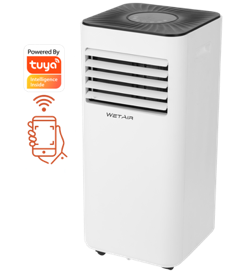 Powered By
tuya
Intelligence
Inside
WETAIR